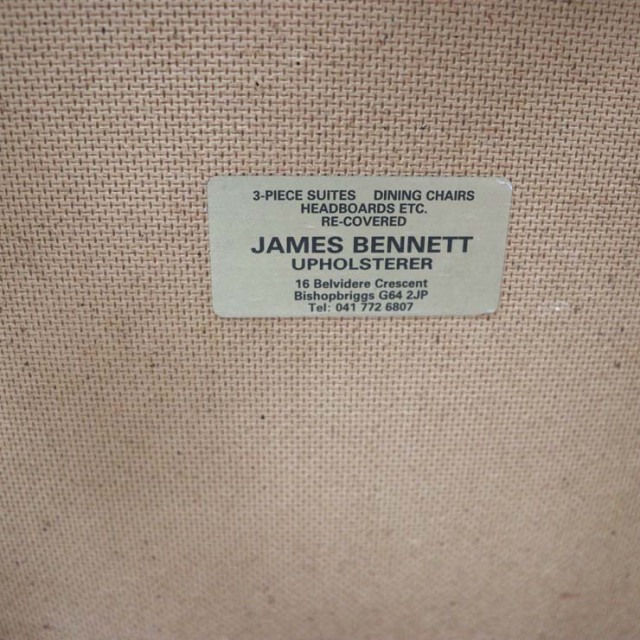 3-PIECE SUITES DINING CHAIRS
HEADBOARDS ETC.
RE-COVERED
JAMES BENNETT
UPHOLSTERER
16 Belvidere Crescent
Bishopbriggs G64 2JP
Tel: 041 772 6807